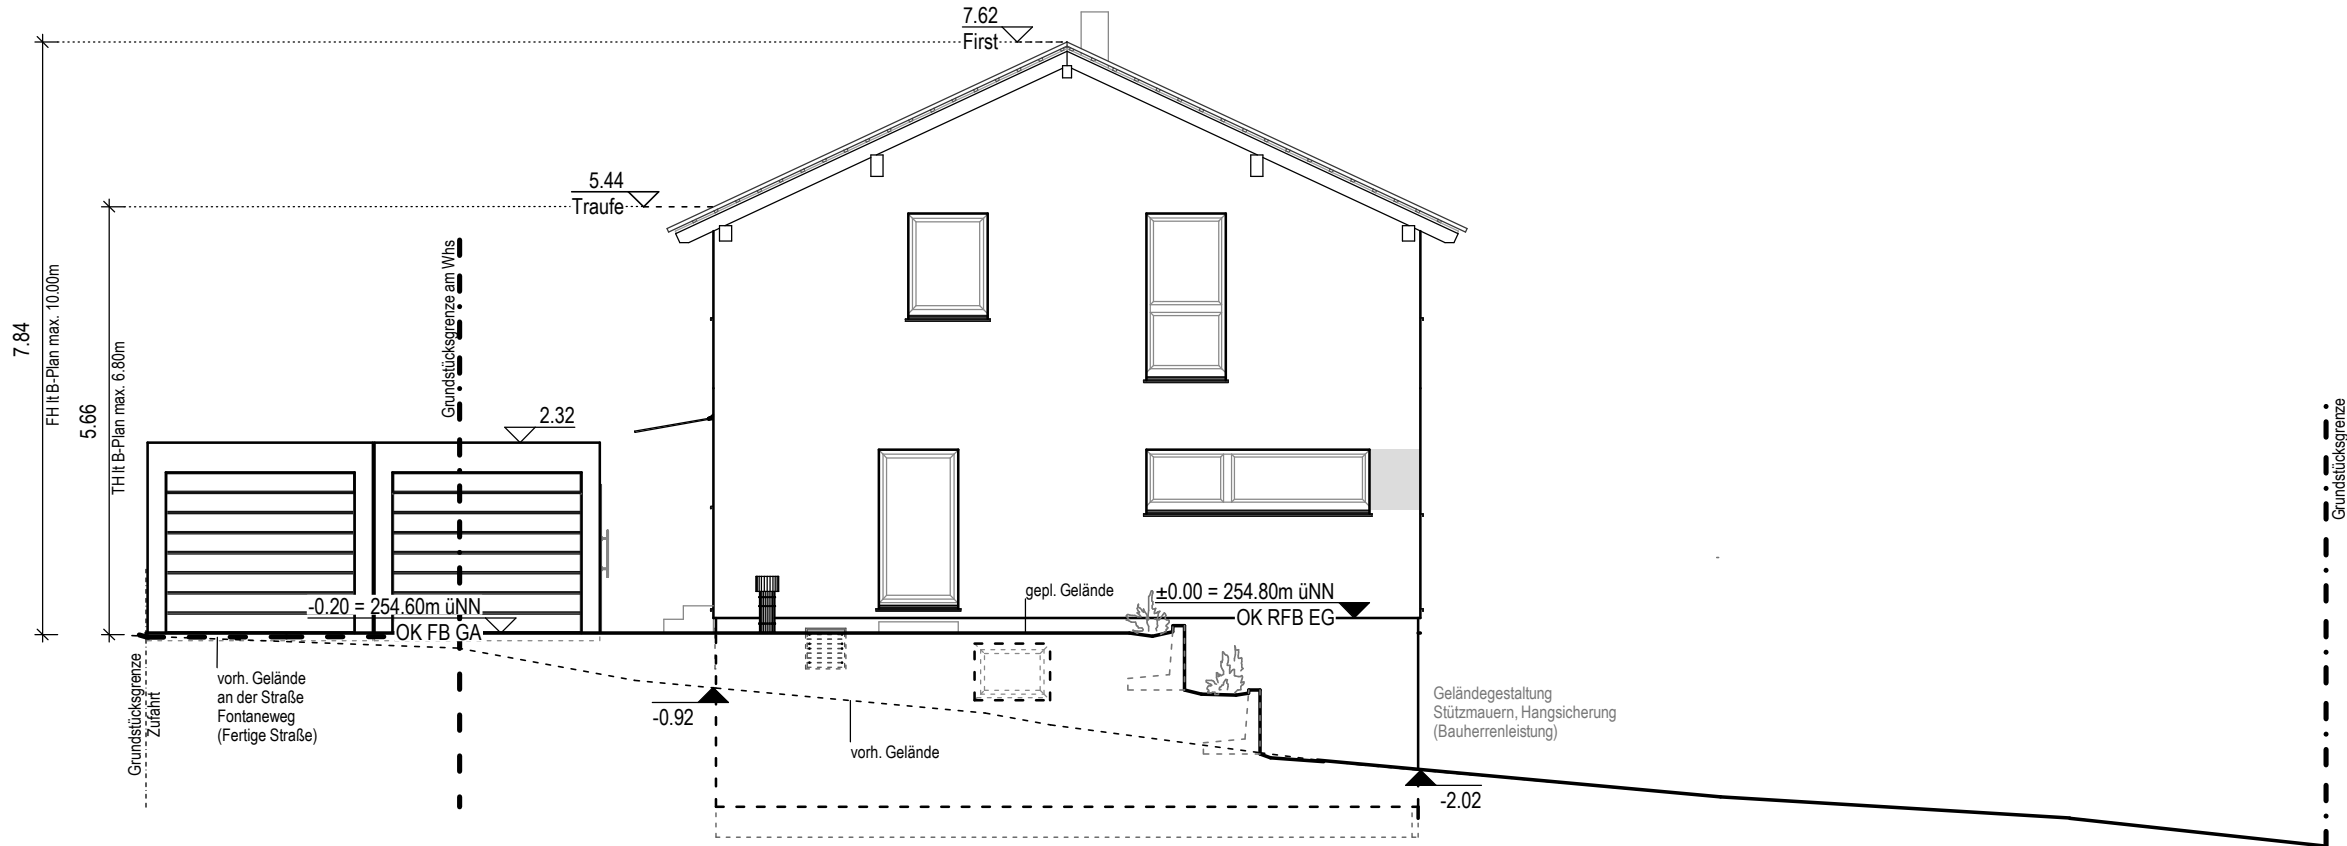 7.62
First
5.44
Traufe
7.84
FH lt B-Plan max. 10.00m
5.66
TH lt B-Plan max. 6.80m
Grundstücksgrenze am Whs
2.32
Grundstücksgrenze
gepl. Gelände
±0.00 = 254.80m üNN
OK RFB EG
-0.20 = 254.60m üNN
OK FB GA
Grundstücksgrenze
Zufahrt
vorh. Gelände
an der Straße
Fontaneweg
(Fertige Straße)
-0.92
vorh. Gelände
Geländegestaltung
Stützmauern, Hangsicherung
(Bauherrenleistung)
-2.02